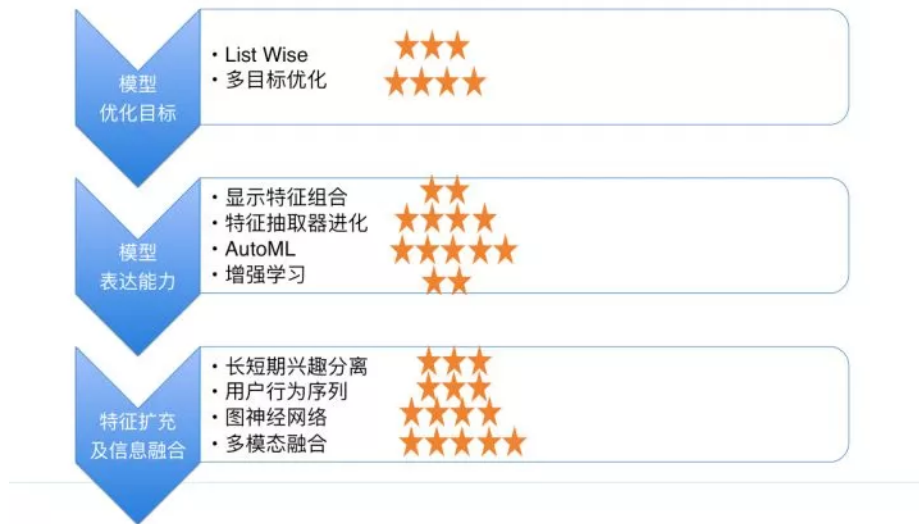 模型
优化目标
· List Wise
· 多目标优化
模型
表达能力
· 显示特征组合
· 特征抽取器进化
· AutoML
· 增强学习
特征扩充
及信息融合
· 长短期兴趣分离
· 用户行为序列
· 图神经网络
· 多模态融合